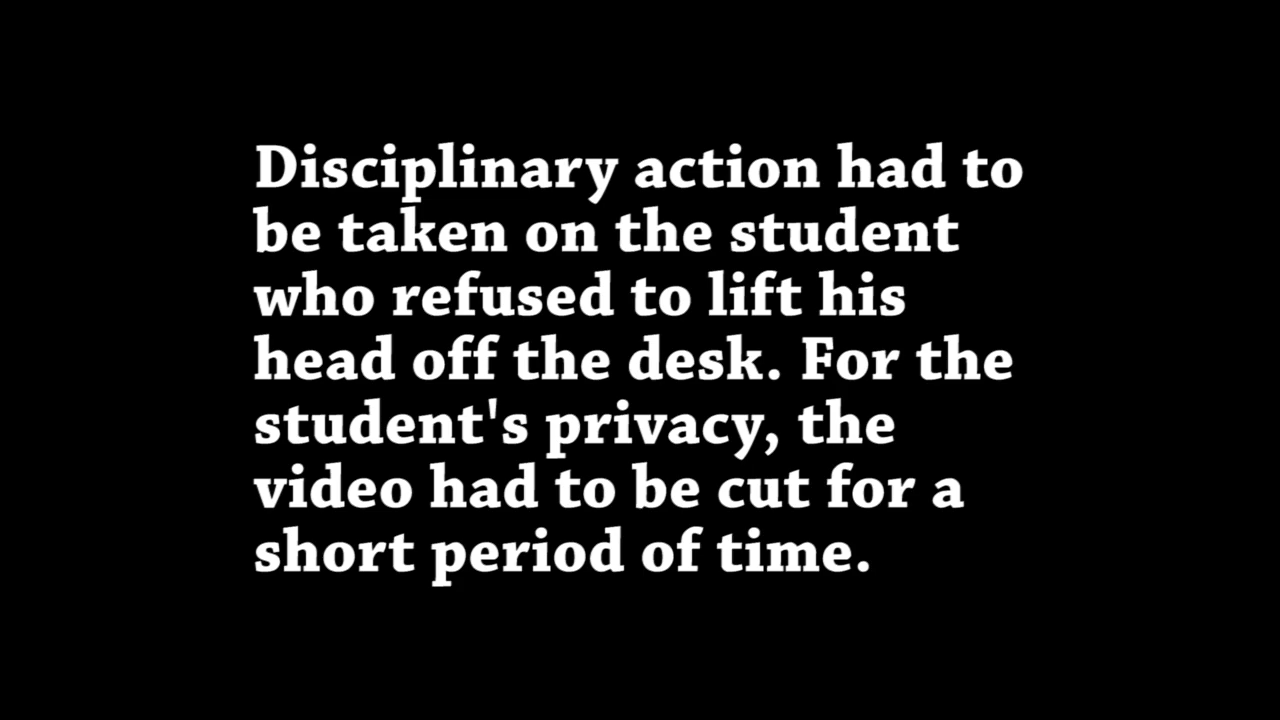 Disciplinary action had to
be taken on the student
who refused to lift his
head off the desk. For the
student's privacy, the
video had to be cut for a
short period of time.